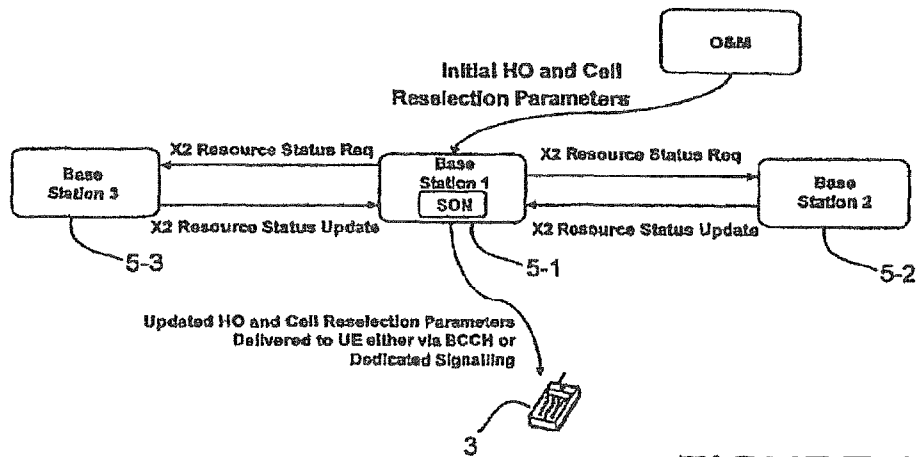 O&M
Initial HO and Cell
Reselection Parameters
X2 Resource Status Req
X2 Resource Status Req
Base
Station 3
Base
Station 1
SON
Base
Station 2
X2 Resource Status Update
X2 Resource Status Update
5-3
5-1
5-2
Updated HO and Cell Reselection Parameters
Delivered to UE either via BCCH or
Dedicated Signalling
3